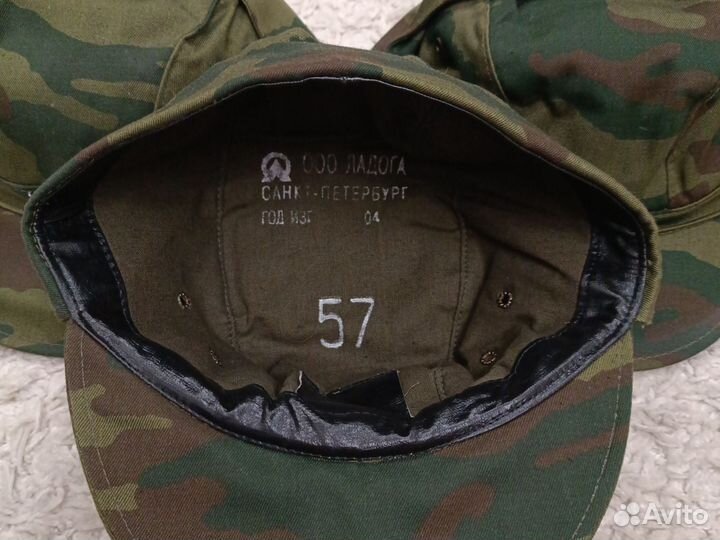 ООО ЛАДОГА
САНКТ-ПЕТЕРБУРГ
ГОД ИЗГ 04
57
Avito